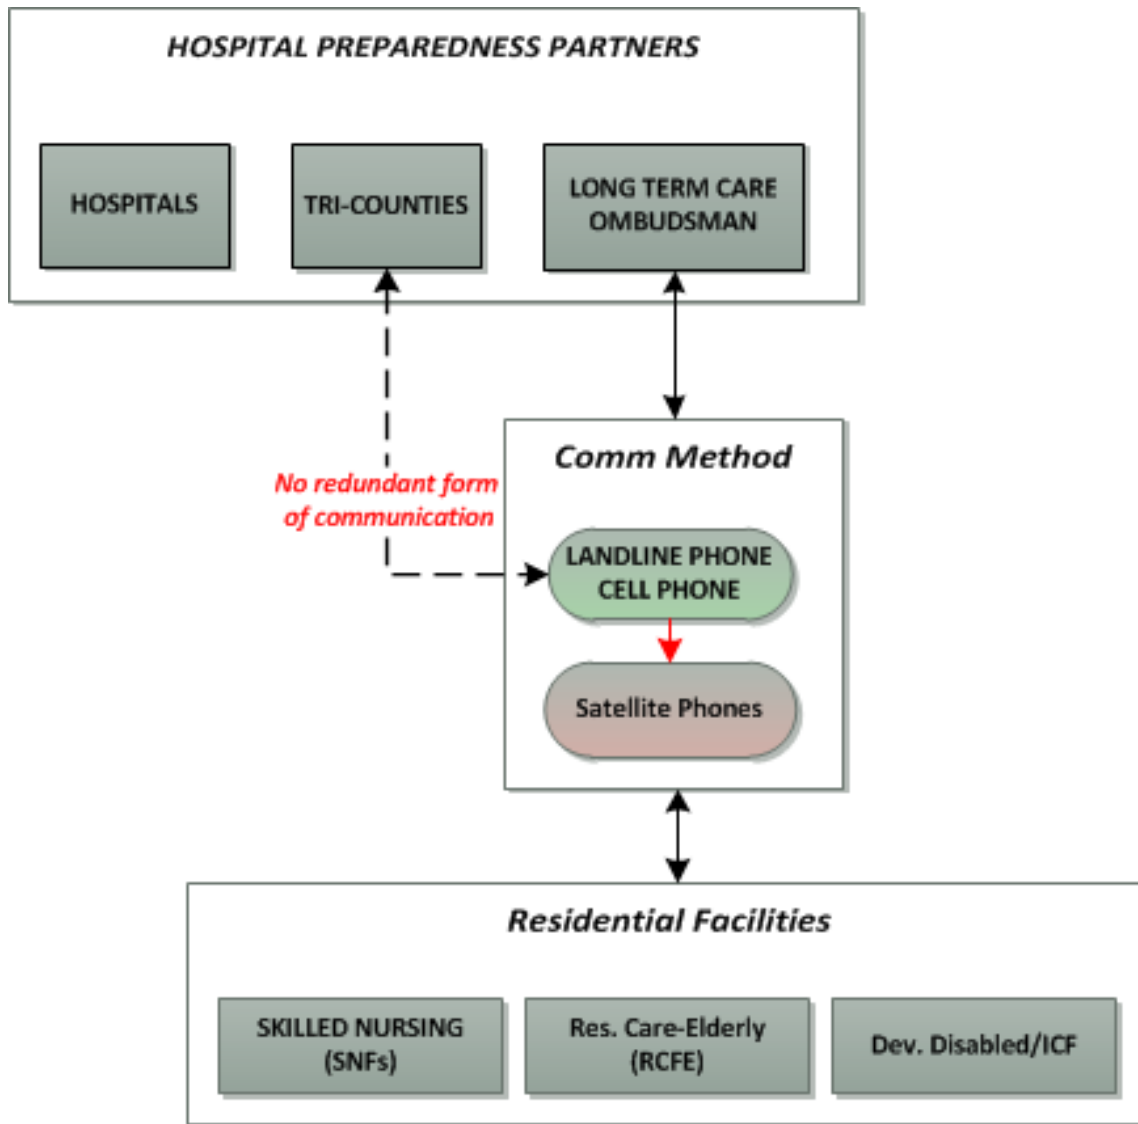 HOSPITAL PREPAREDNESS PARTNERS
HOSPITALS
TRI-COUNTIES
LONG TERM CARE
OMBUDSMAN
No redundant form
of communication
Comm Method
LANDLINE PHONE
CELL PHONE
Satellite Phones
Residential Facilities
SKILLED NURSING
(SNFs)
Res. Care-Elderly
(RCFE)
Dev. Disabled/ICF